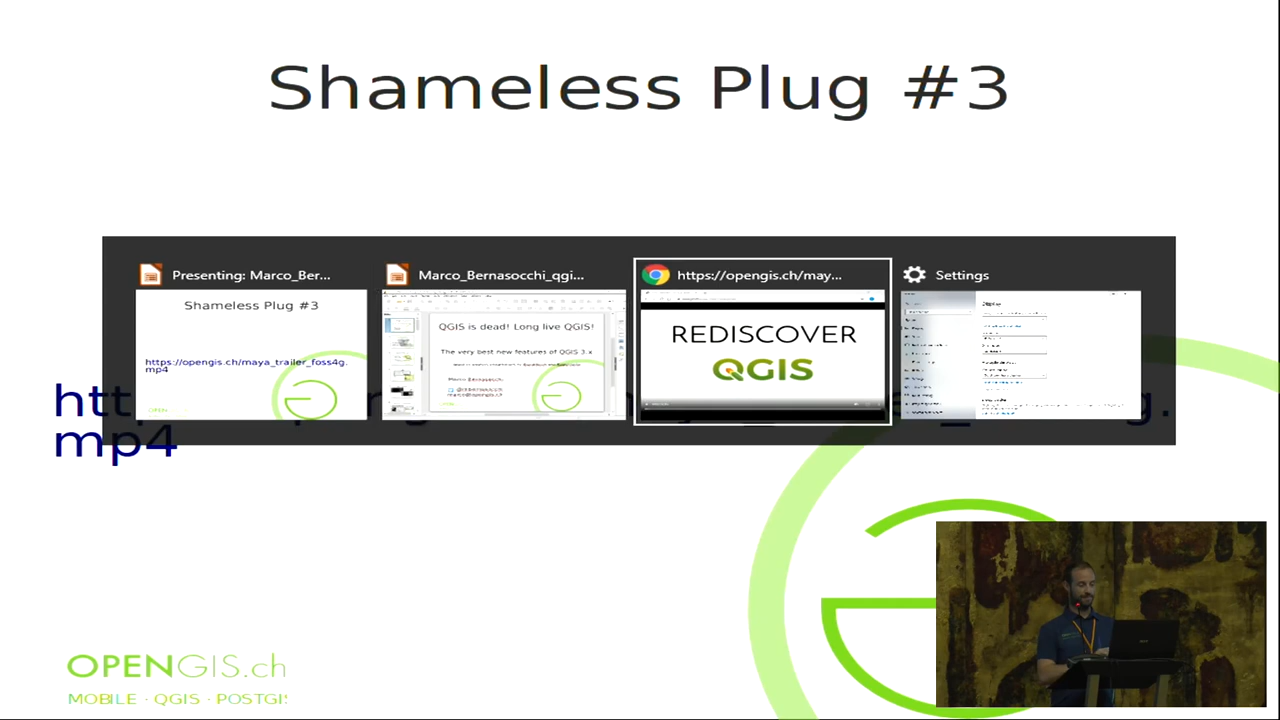 Shameless Plug #3
Presenting: Marco_Ber...
Marco_Bernasocchi_qgi...
https://opengis.ch/may...
Settings
Shameless Plug #3
https://opengis.ch/maya_trailer_foss4g.
mp4
QGIS is dead! Long live QGIS!
The very best new features of QGIS 3.x
Marco Bernasocchi
REDISCOVER
QGIS
htt
mp4
OPENGIS.ch
MOBILE · QGIS · POSTGIS